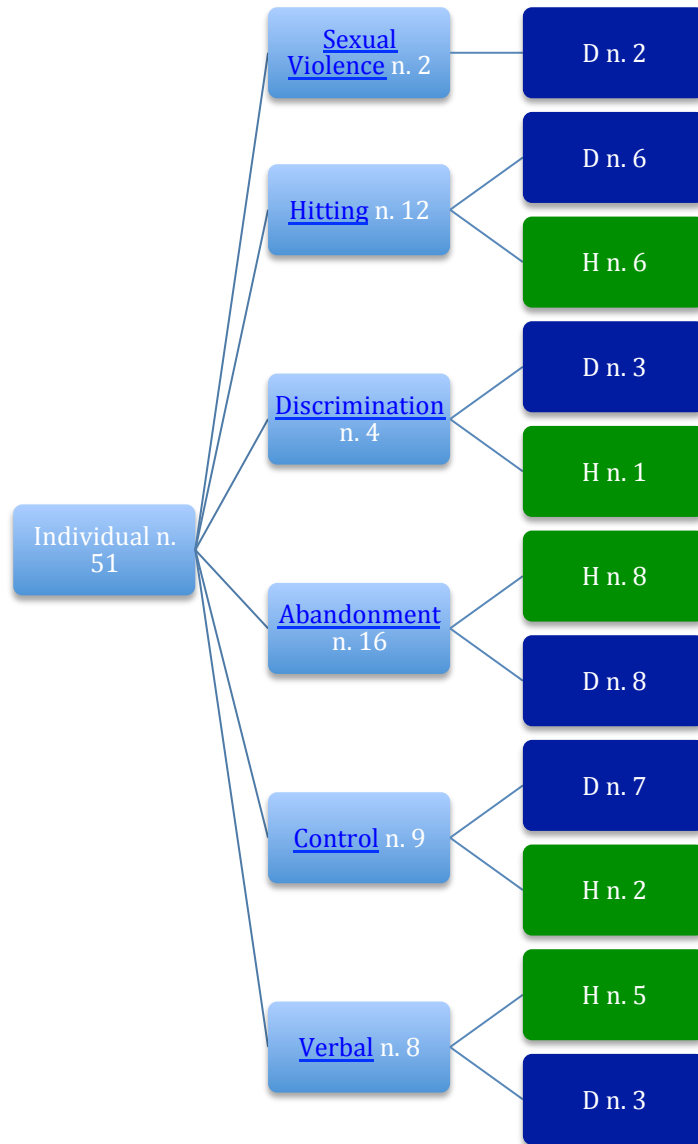 Sexual
Violence n. 2
D n. 2
Hitting n. 12
D n. 6
H n. 6
Discrimination
n. 4
D n. 3
H n. 1
Individual n.
51
Abandonment
n. 16
H n. 8
D n. 8
Control n. 9
D n. 7
H n. 2
Verbal n. 8
H n. 5
D n. 3